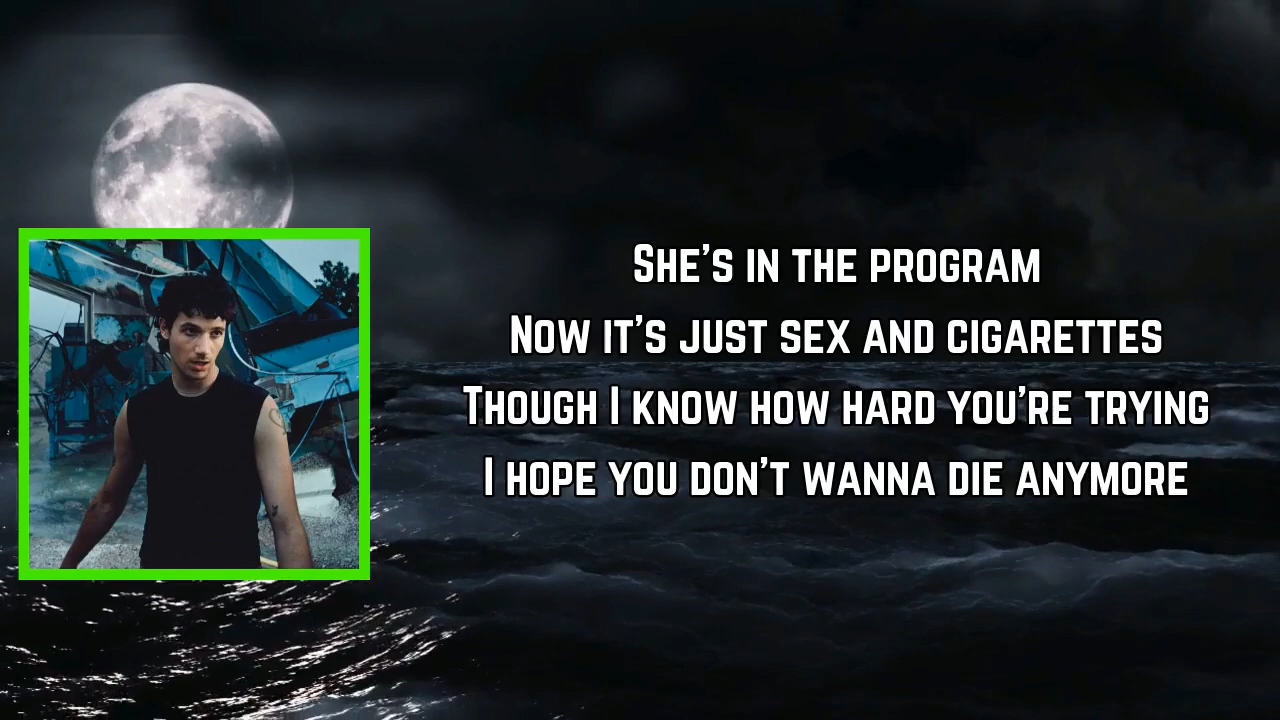 She's in the program
Now it's just sex and cigarettes
Though I know how hard you're trying
I hope you don't wanna die anymore